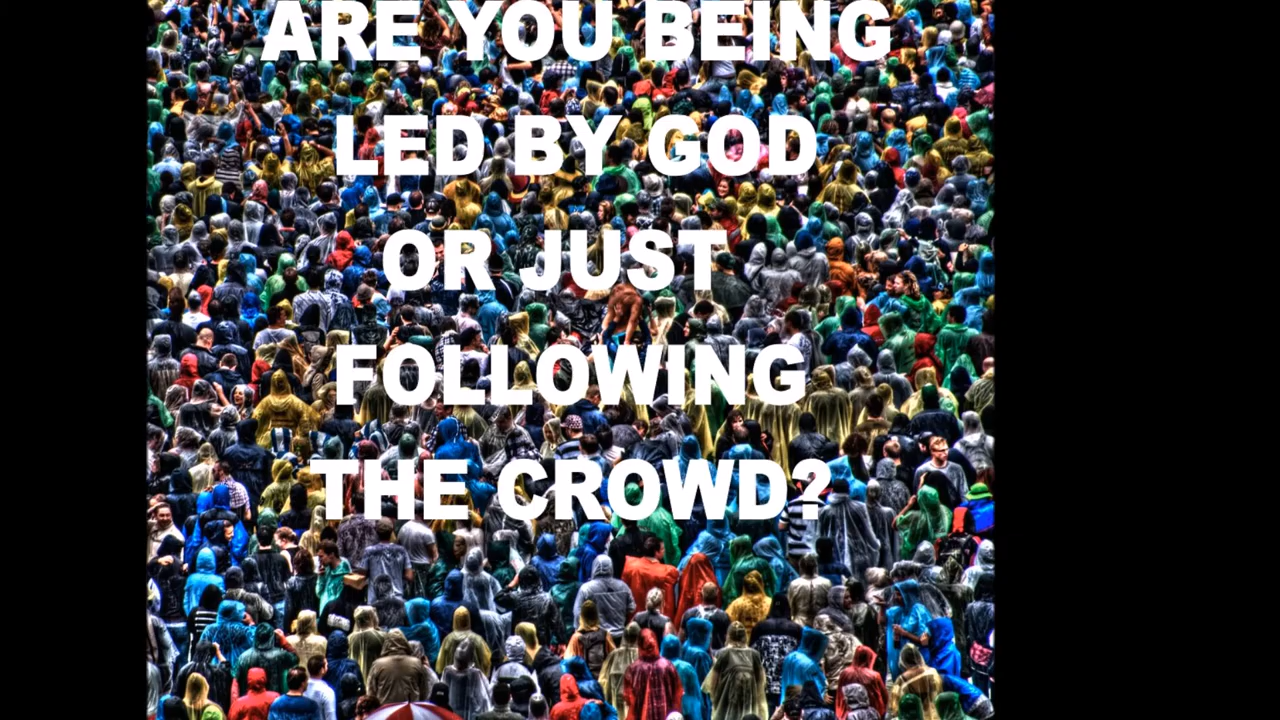 ARE YOU BEING
LED BY GOD
OR JUST
FOLLOWING
THE CROWD?